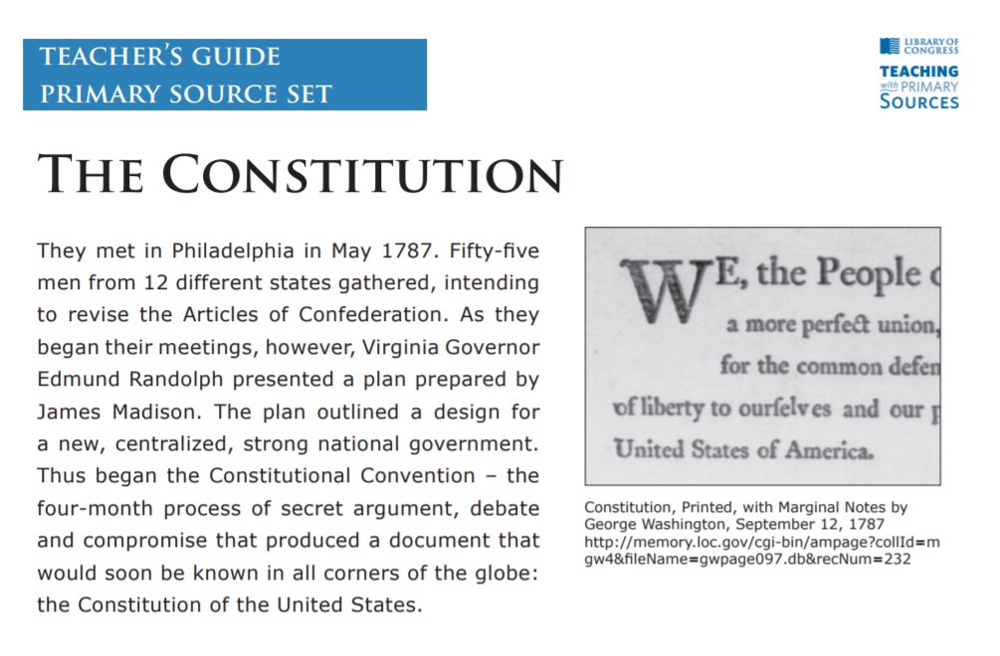 TEACHER'S GUIDE
PRIMARY SOURCE SET
LIBRARY OF
CONGRESS
TEACHING
with PRIMARY
SOURCES
THE CONSTITUTION
They met in Philadelphia in May 1787. Fifty-five
men from 12 different states gathered, intending
to revise the Articles of Confederation. As they
began their meetings, however, Virginia Governor
Edmund Randolph presented a plan prepared by
James Madison. The plan outlined a design for
a new, centralized, strong national government.
Thus began the Constitutional Convention – the
four-month process of secret argument, debate
and compromise that produced a document that
would soon be known in all corners of the globe:
the Constitution of the United States.
WE, the People
a more perfect union,
for the common defen
of liberty to ourſelves and our p
United States of America.
Constitution, Printed, with Marginal Notes by
George Washington, September 12, 1787
http://memory.loc.gov/cgi-bin/ampage?collId=m
gw4&fileName=gwpage097.db&recNum=232